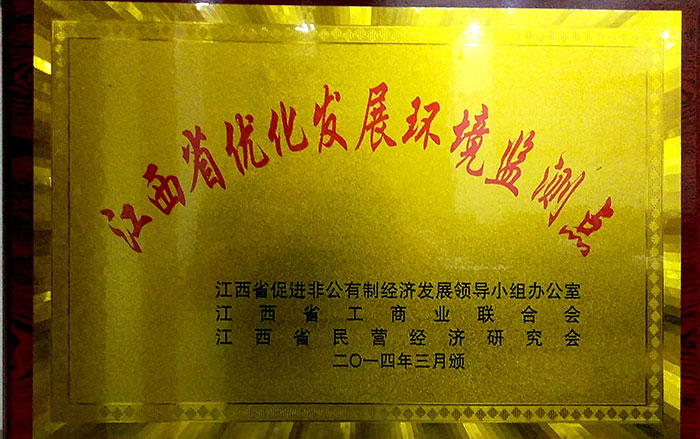 江西省优化发展环境监测点
江西省促进非公有制经济发展领导小组办公室
江西省工商业联合会
江西省民营经济研究会
二〇一四年三月颁